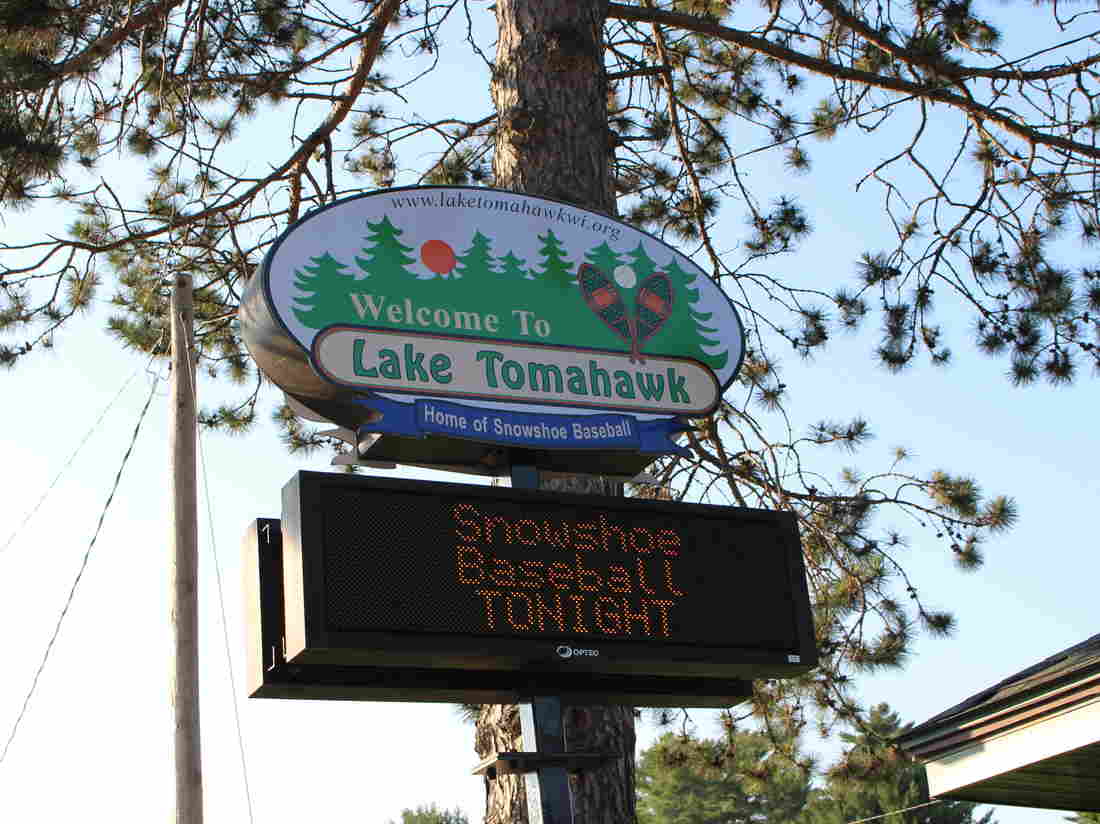 www.laketomahawkwi.org
Welcome To
Lake Tomahawk
Home of Snowshoe Baseball
Snowshoe
Baseball
TONIGHT
OPTEC